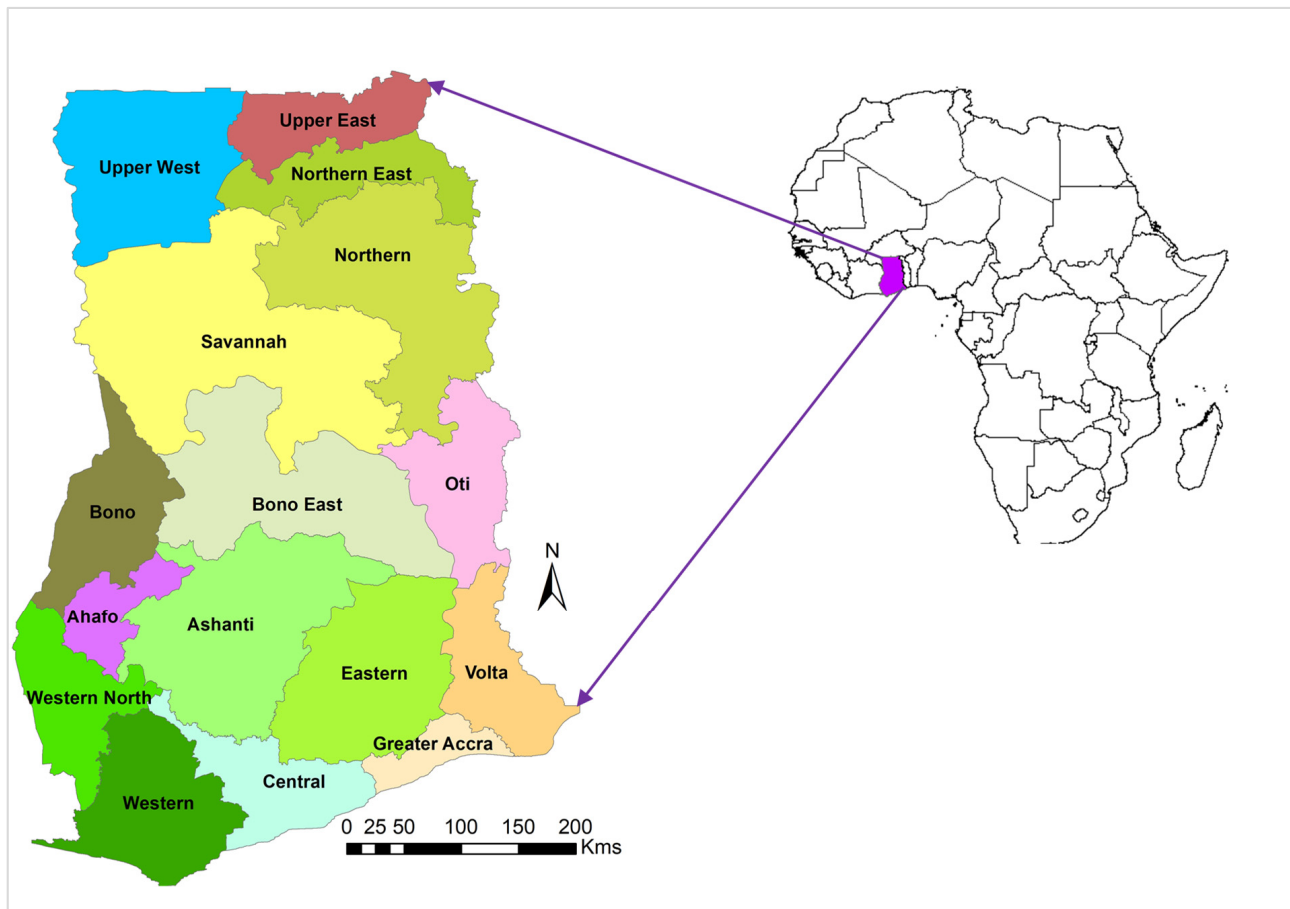 Upper East
Upper West
Northern East
Northern
Savannah
Oti
Bono East
Bono
N
Ahafo
Ashanti
Eastern
Volta
Western North
Greater Accra
Central
Western
0 25 50 100 150 200
Kms